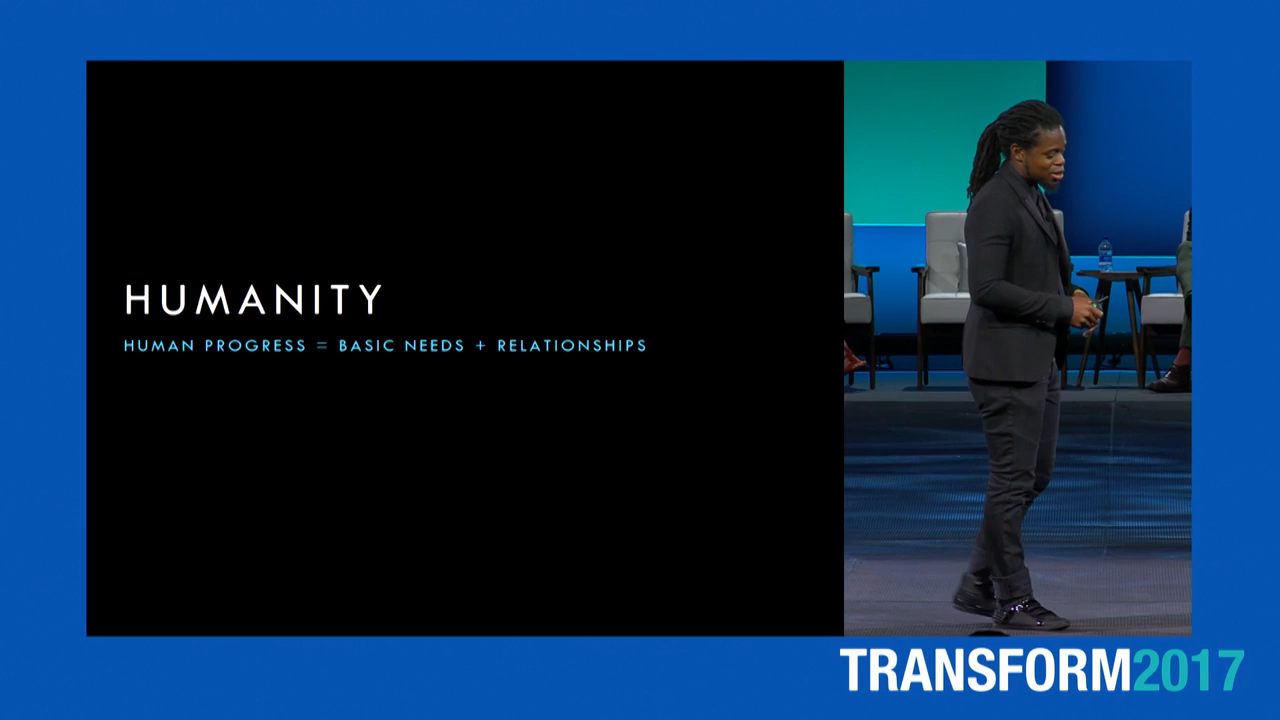 HUMANITY
HUMAN PROGRESS = BASIC NEEDS + RELATIONSHIPS
TRANSFORM2017